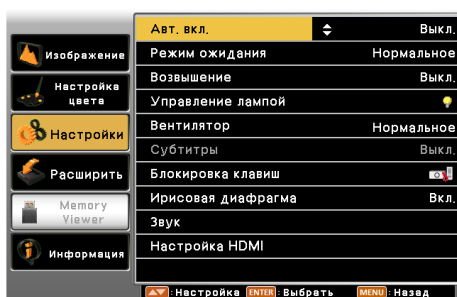 Изображение
Настройка
цвета
Настройки
Расширить
Memory
Viewer
Информация
Авт. вкл. Выкл.
Режим ожидания Нормальное
Возвышение Выкл.
Управление лампой
Вентилятор Нормальное
Субтитры Выкл.
Блокировка клавиш
Ирисовая диафрагма Вкл.
Звук
Настройка HDMI
:Настройка ENTER :Выбрать MENU :Назад